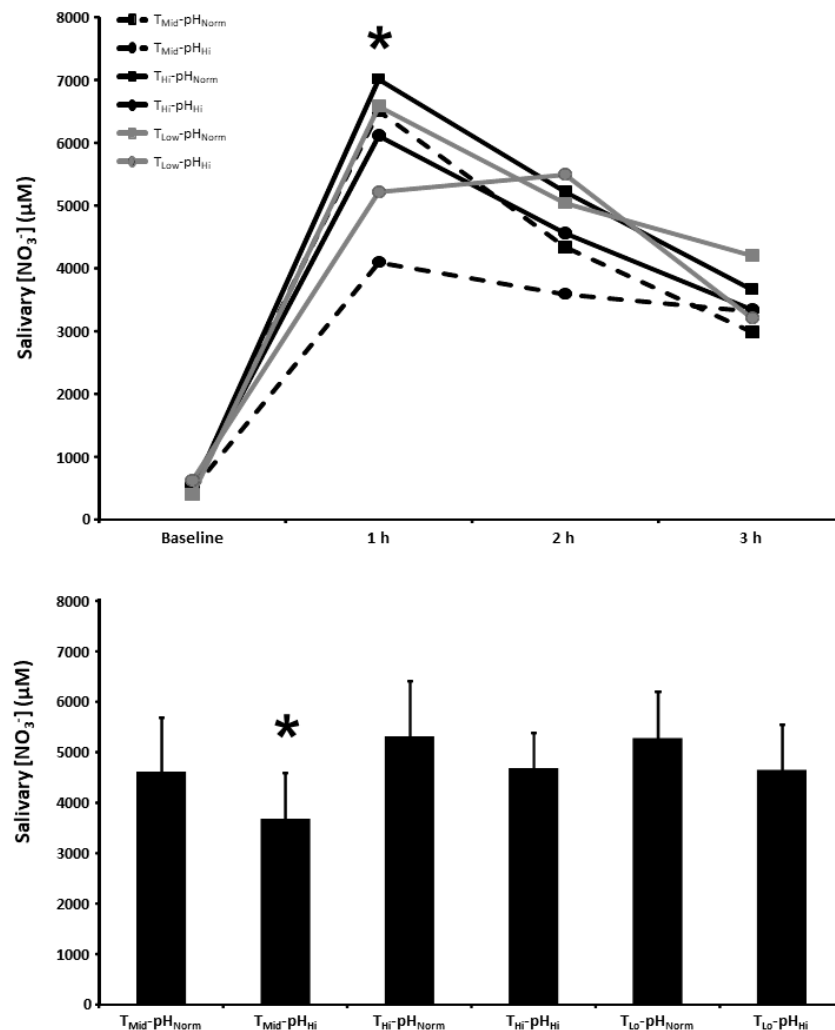 8000
7000
6000
5000
4000
3000
2000
1000
0
Salivary [NO₃⁻] (µM)
T_Mid-pH_Norm
T_Mid-pH_Hi
T_Hi-pH_Norm
T_Hi-pH_Hi
T_Low-pH_Norm
T_Low-pH_Hi
*
Baseline 1 h 2 h 3 h
8000
7000
6000
5000
4000
3000
2000
1000
0
Salivary [NO₃⁻] (µM)
*
T_Mid-pH_Norm T_Mid-pH_Hi T_Hi-pH_Norm T_Hi-pH_Hi T_Lo-pH_Norm T_Lo-pH_Hi